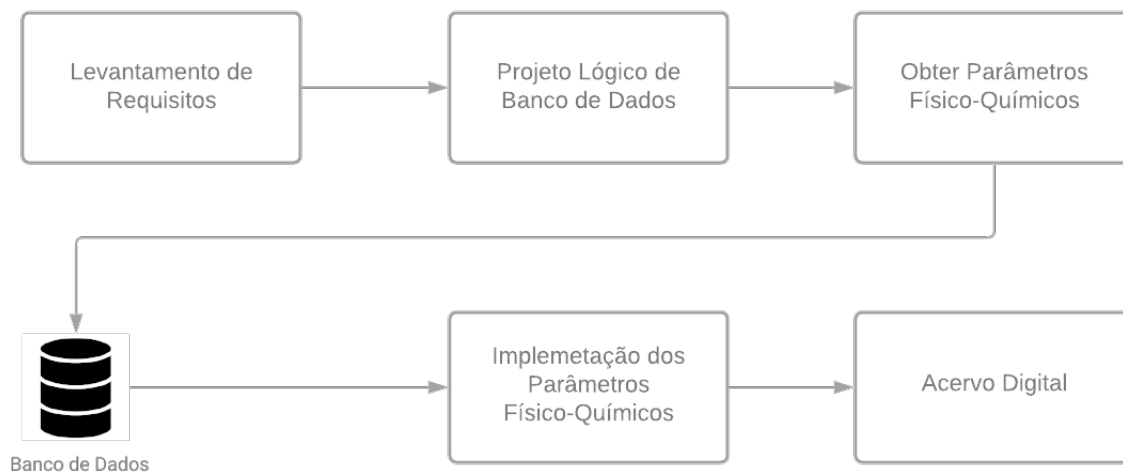 Levantamento de
Requisitos
Projeto Lógico de
Banco de Dados
Obter Parâmetros
Físico-Químicos
Banco de Dados
Implemetação dos
Parâmetros
Físico-Químicos
Acervo Digital